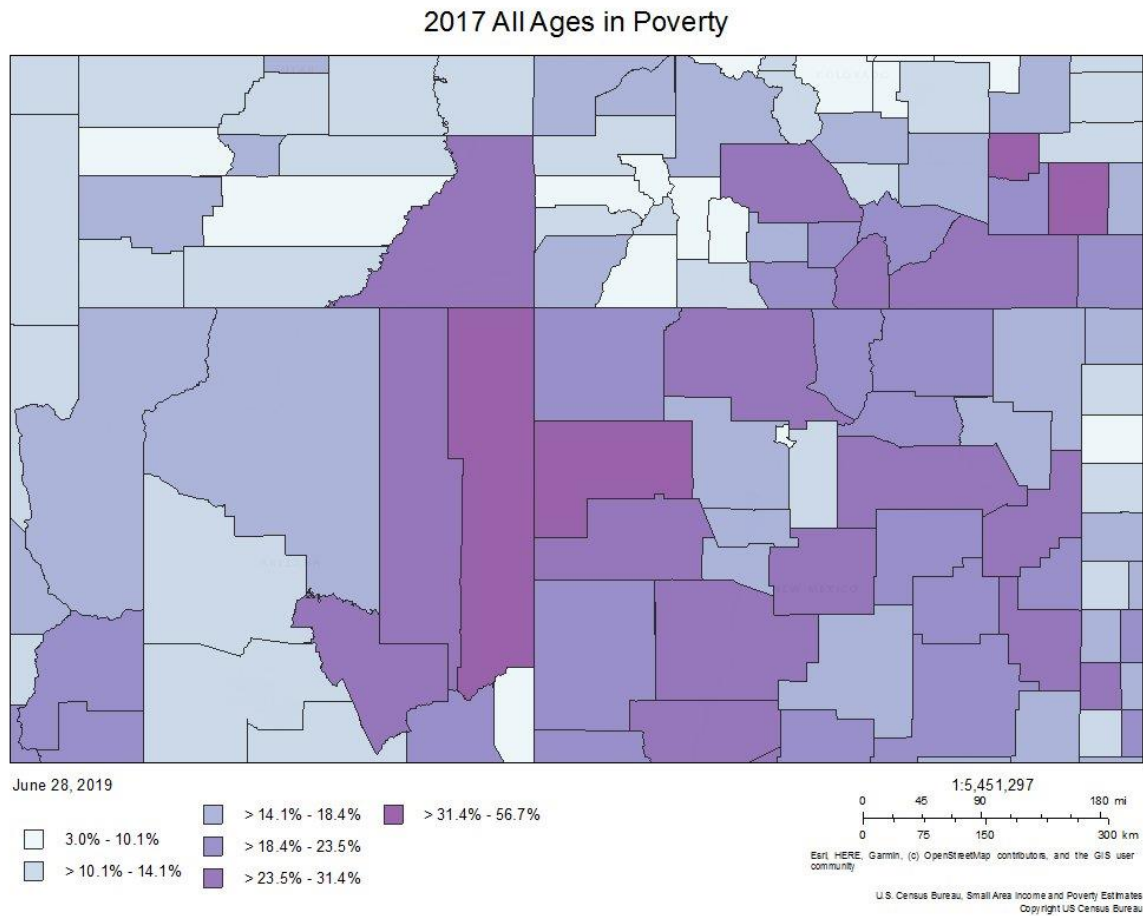 2017 All Ages in Poverty
COLORADO
NEW MEXICO
June 28, 2019
3.0% - 10.1%
> 10.1% - 14.1%
> 14.1% - 18.4%
> 18.4% - 23.5%
> 23.5% - 31.4%
> 31.4% - 56.7%
1:5,451,297
0 45 90 180 mi
0 75 150 300 km
Esri, HERE, Garmin, (c) OpenStreetMap contributors, and the GIS user
community
U.S. Census Bureau, Small Area Income and Poverty Estimates
Copyright US Census Bureau